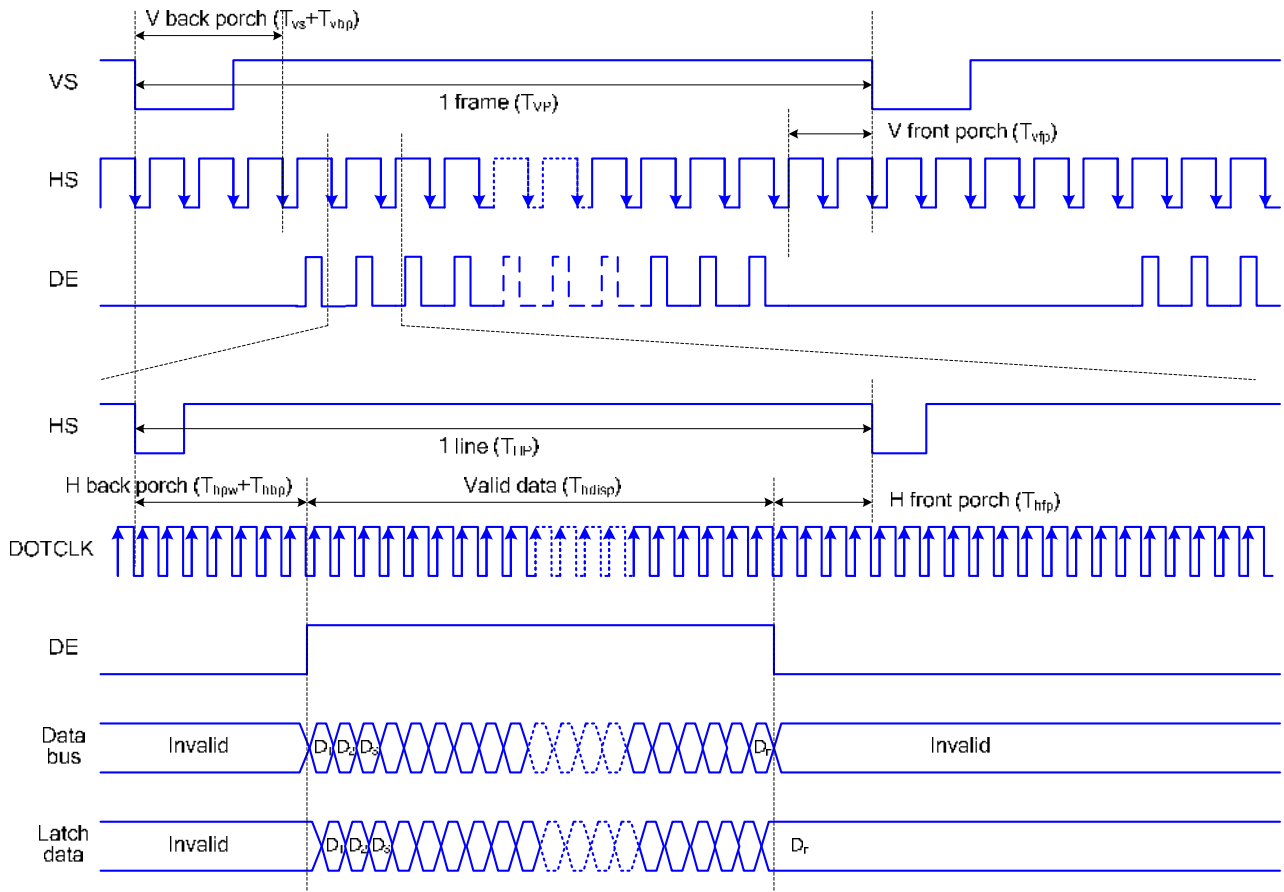 V back porch (Tvs+Tvbp)
VS
1 frame (TVP)
V front porch (Tvfp)
HS
DE
HS
1 line (THP)
H back porch (Thpw+Thbp)
Valid data (Thdisp)
H front porch (Thfp)
DOTCLK
DE
Data
bus
Invalid
D1 D2 D3
Dn
Invalid
Latch
data
Invalid
D1 D2 D3
Dn